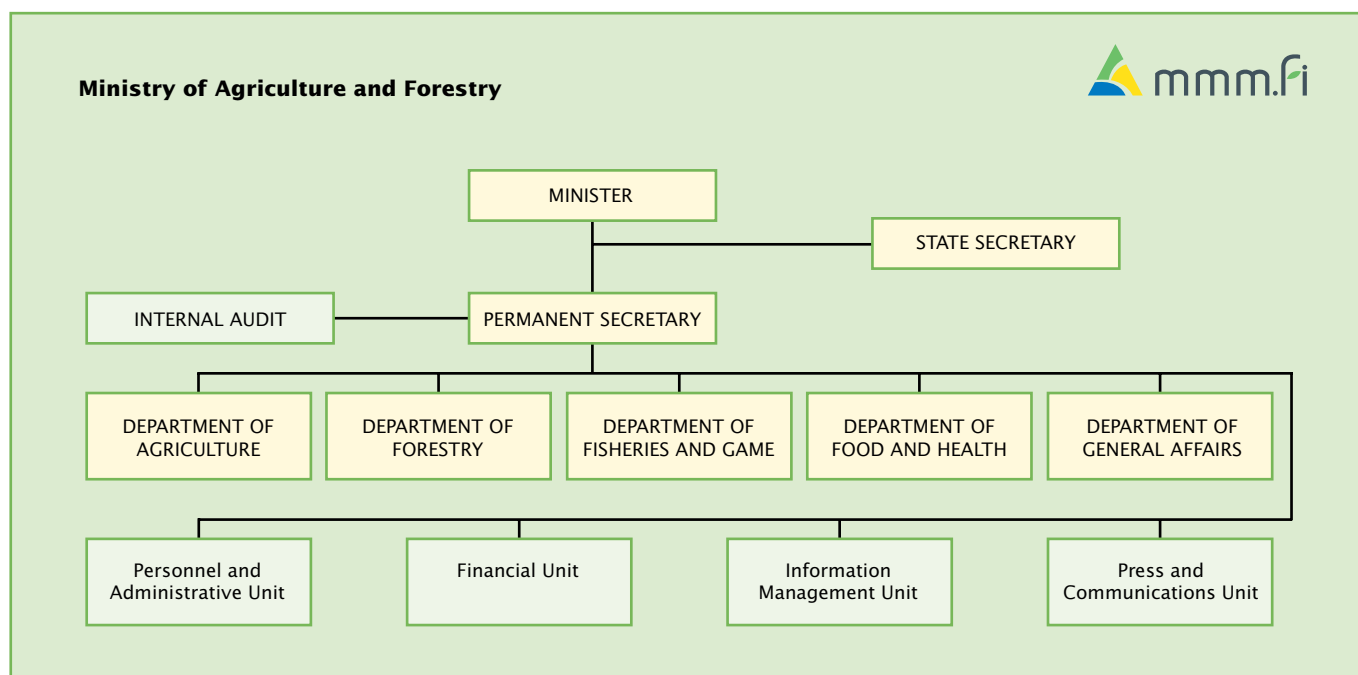 Ministry of Agriculture and Forestry
mmm.fi
MINISTER
STATE SECRETARY
INTERNAL AUDIT
PERMANENT SECRETARY
DEPARTMENT OF
AGRICULTURE
DEPARTMENT OF
FORESTRY
DEPARTMENT OF
FISHERIES AND GAME
DEPARTMENT OF
FOOD AND HEALTH
DEPARTMENT OF
GENERAL AFFAIRS
Personnel and
Administrative Unit
Financial Unit
Information
Management Unit
Press and
Communications Unit